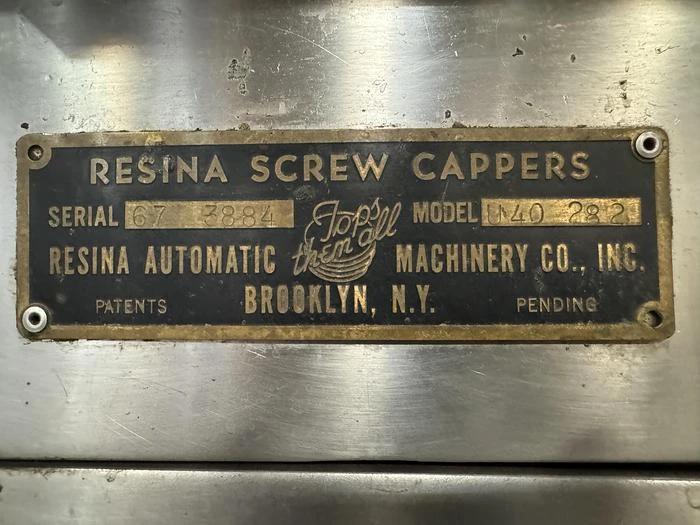 RESINA SCREW CAPPERS
SERIAL 67 3884
Tops them all
MODEL U40 282
RESINA AUTOMATIC MACHINERY CO., INC.
PATENTS BROOKLYN, N.Y. PENDING